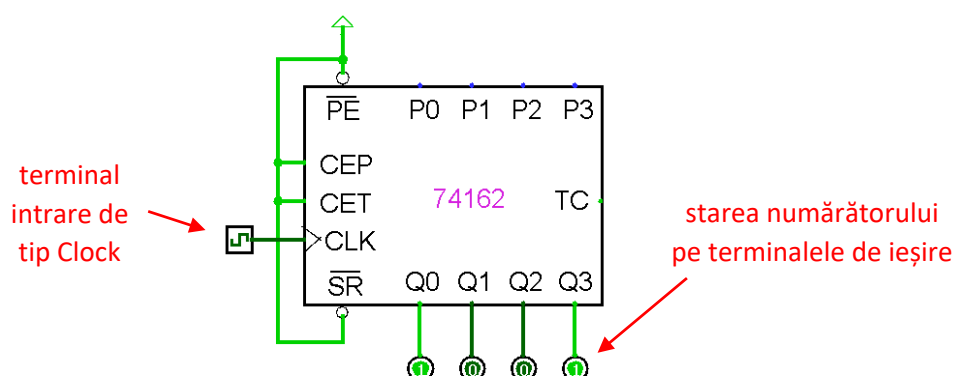 PE P0 P1 P2 P3
CEP
CET
74162
TC
CLK
SR Q0 Q1 Q2 Q3
1 0 0 1
terminal
intrare de
tip Clock
starea numărătorului
pe terminalele de ieșire